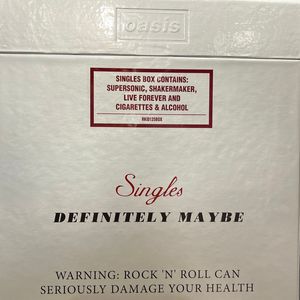 oasis
SINGLES BOX CONTAINS:
SUPERSONIC, SHAKERMAKER,
LIVE FOREVER AND
CIGARETTES & ALCOHOL
RKIDI25BOX
Singles
DEFINITELY MAYBE
WARNING: ROCK 'N' ROLL CAN
SERIOUSLY DAMAGE YOUR HEALTH